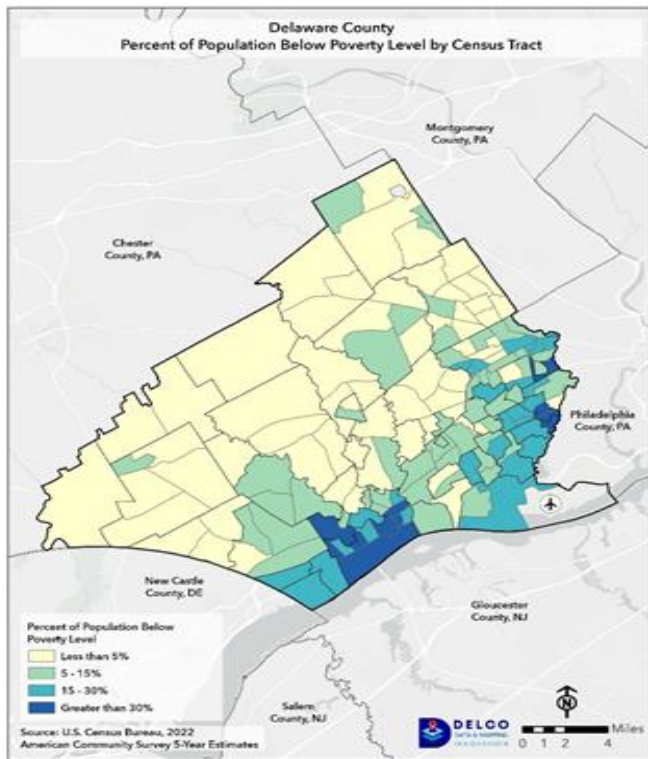 Delaware County
Percent of Population Below Poverty Level by Census Tract
Montgomery
County, PA
Chester
County, PA
Philadelphia
County, PA
New Castle
County, DE
Gloucester
County, NJ
Salem
County, NJ
Percent of Population Below
Poverty Level
Less than 5%
5 - 15%
15 - 30%
Greater than 30%
Source: U.S. Census Bureau, 2022
American Community Survey 5-Year Estimates
N
DELCO
DATA & MAPPING
INNOVATION
Miles
0 1 2 4